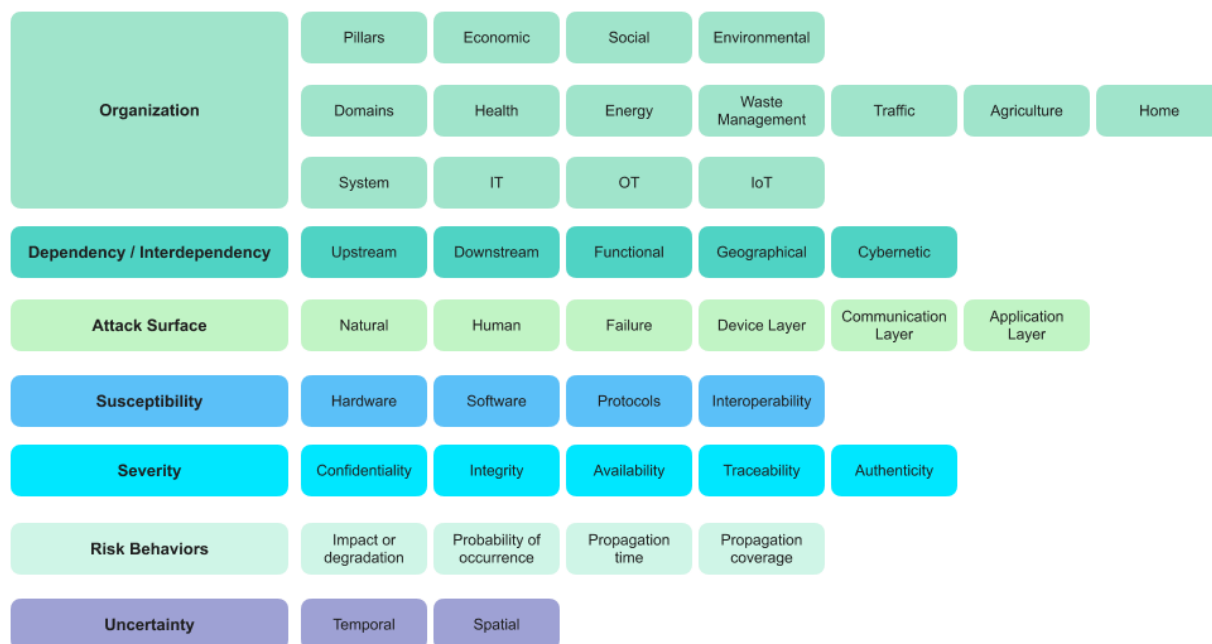 Organization
Pillars
Economic
Social
Environmental
Domains
Health
Energy
Waste
Management
Traffic
Agriculture
Home
System
IT
OT
IoT
Dependency / Interdependency
Upstream
Downstream
Functional
Geographical
Cybernetic
Attack Surface
Natural
Human
Failure
Device Layer
Communication
Layer
Application
Layer
Susceptibility
Hardware
Software
Protocols
Interoperability
Severity
Confidentiality
Integrity
Availability
Traceability
Authenticity
Risk Behaviors
Impact or
degradation
Probability of
occurrence
Propagation
time
Propagation
coverage
Uncertainty
Temporal
Spatial